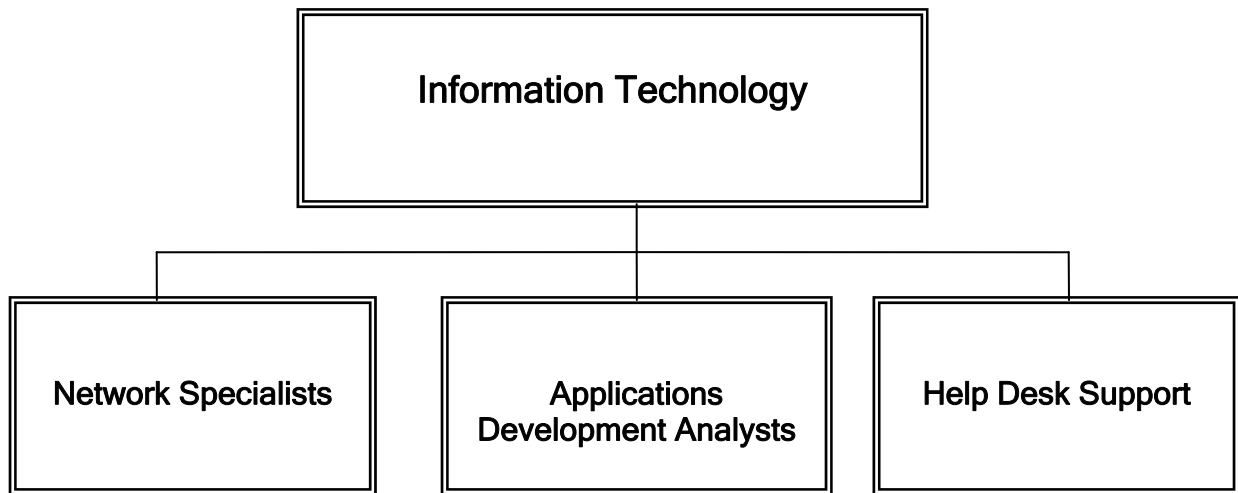 Information Technology
Network Specialists
Applications
Development Analysts
Help Desk Support